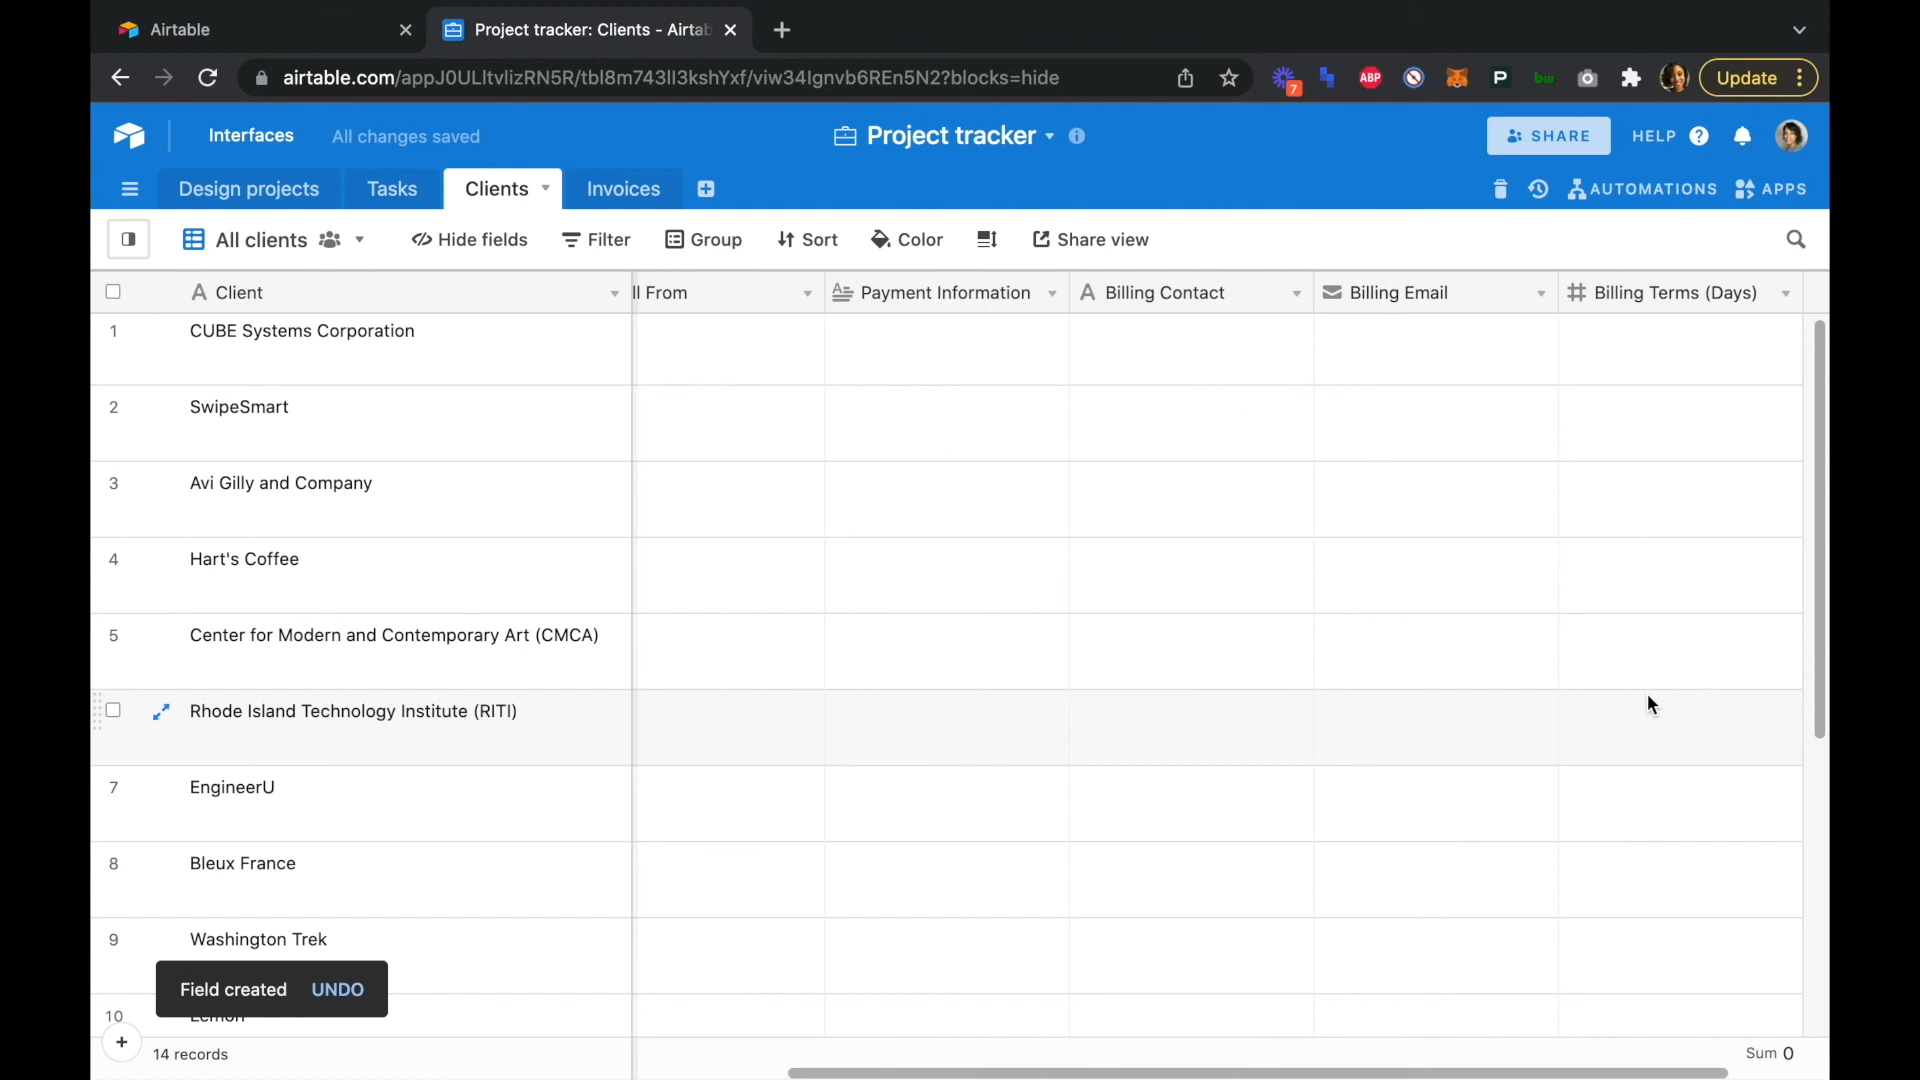 Airtable
Project tracker: Clients - Airtab
airtable.com/appJ0ULltvlizRN5R/tbl8m743lI3kshYxf/viw34Ignvb6REn5N2?blocks=hide
7
ABP
P
bw
Update
Interfaces
All changes saved
Project tracker
SHARE
HELP
Design projects
Tasks
Clients
Invoices
AUTOMATIONS
APPS
All clients
Hide fields
Filter
Group
Sort
Color
Share view
Client
ll From
Payment Information
Billing Contact
Billing Email
Billing Terms (Days)
1 CUBE Systems Corporation
2 SwipeSmart
3 Avi Gilly and Company
4 Hart's Coffee
5 Center for Modern and Contemporary Art (CMCA)
Rhode Island Technology Institute (RITI)
7 EngineerU
8 Bleux France
9 Washington Trek
Field created UNDO
10
14 records
Sum 0